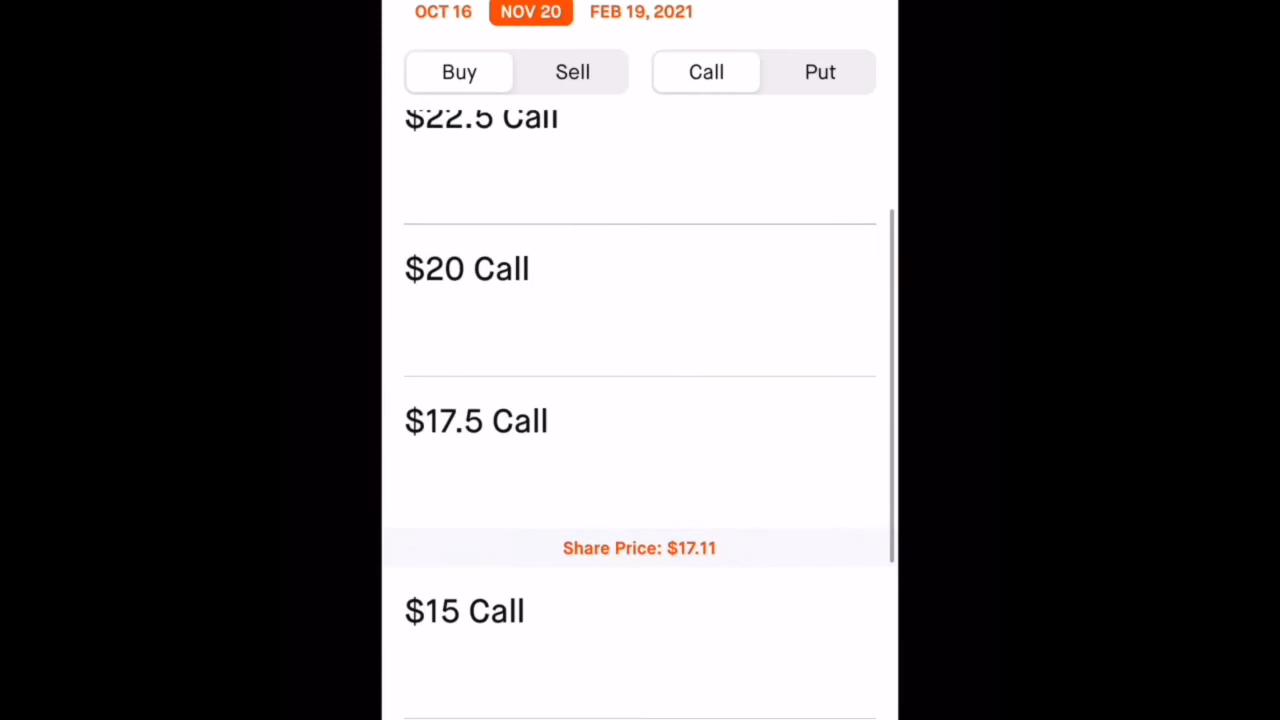 OCT 16 NOV 20 FEB 19, 2021
Buy Sell Call Put
$22.5 Call
$20 Call
$17.5 Call
Share Price: $17.11
$15 Call